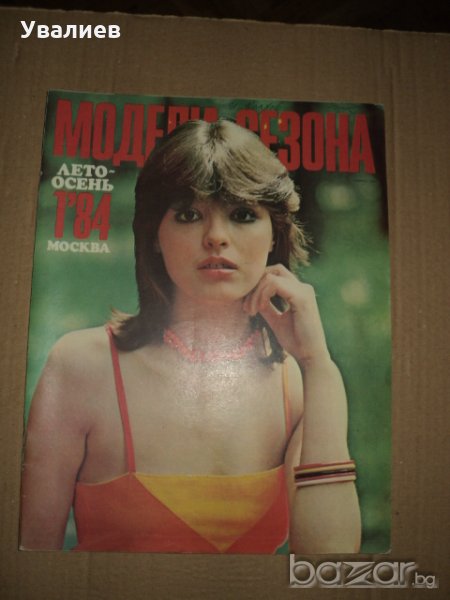 Увалиев
МОДЕЛИ СЕЗОНА
ЛЕТО-
ОСЕНЬ
1'84
МОСКВА
bazar.bg